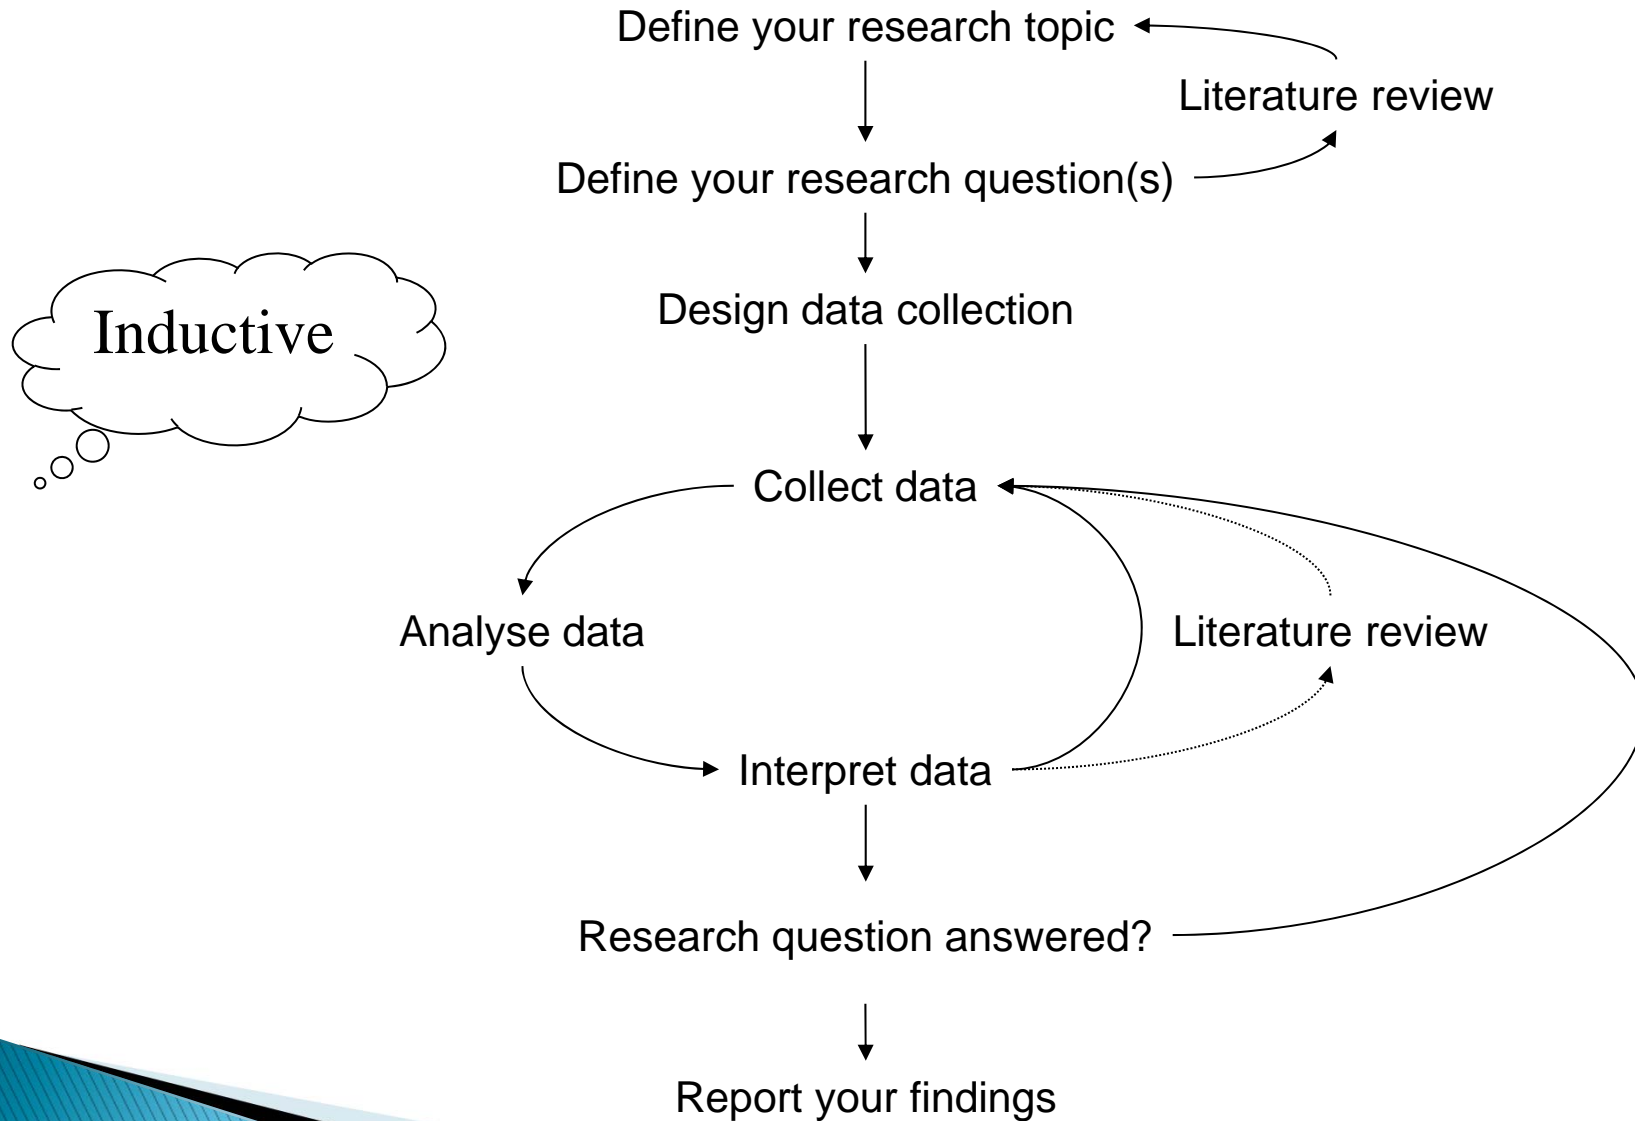 Define your research topic
Literature review
Define your research question(s)
Design data collection
Inductive
Collect data
Analyse data
Literature review
Interpret data
Research question answered?
Report your findings